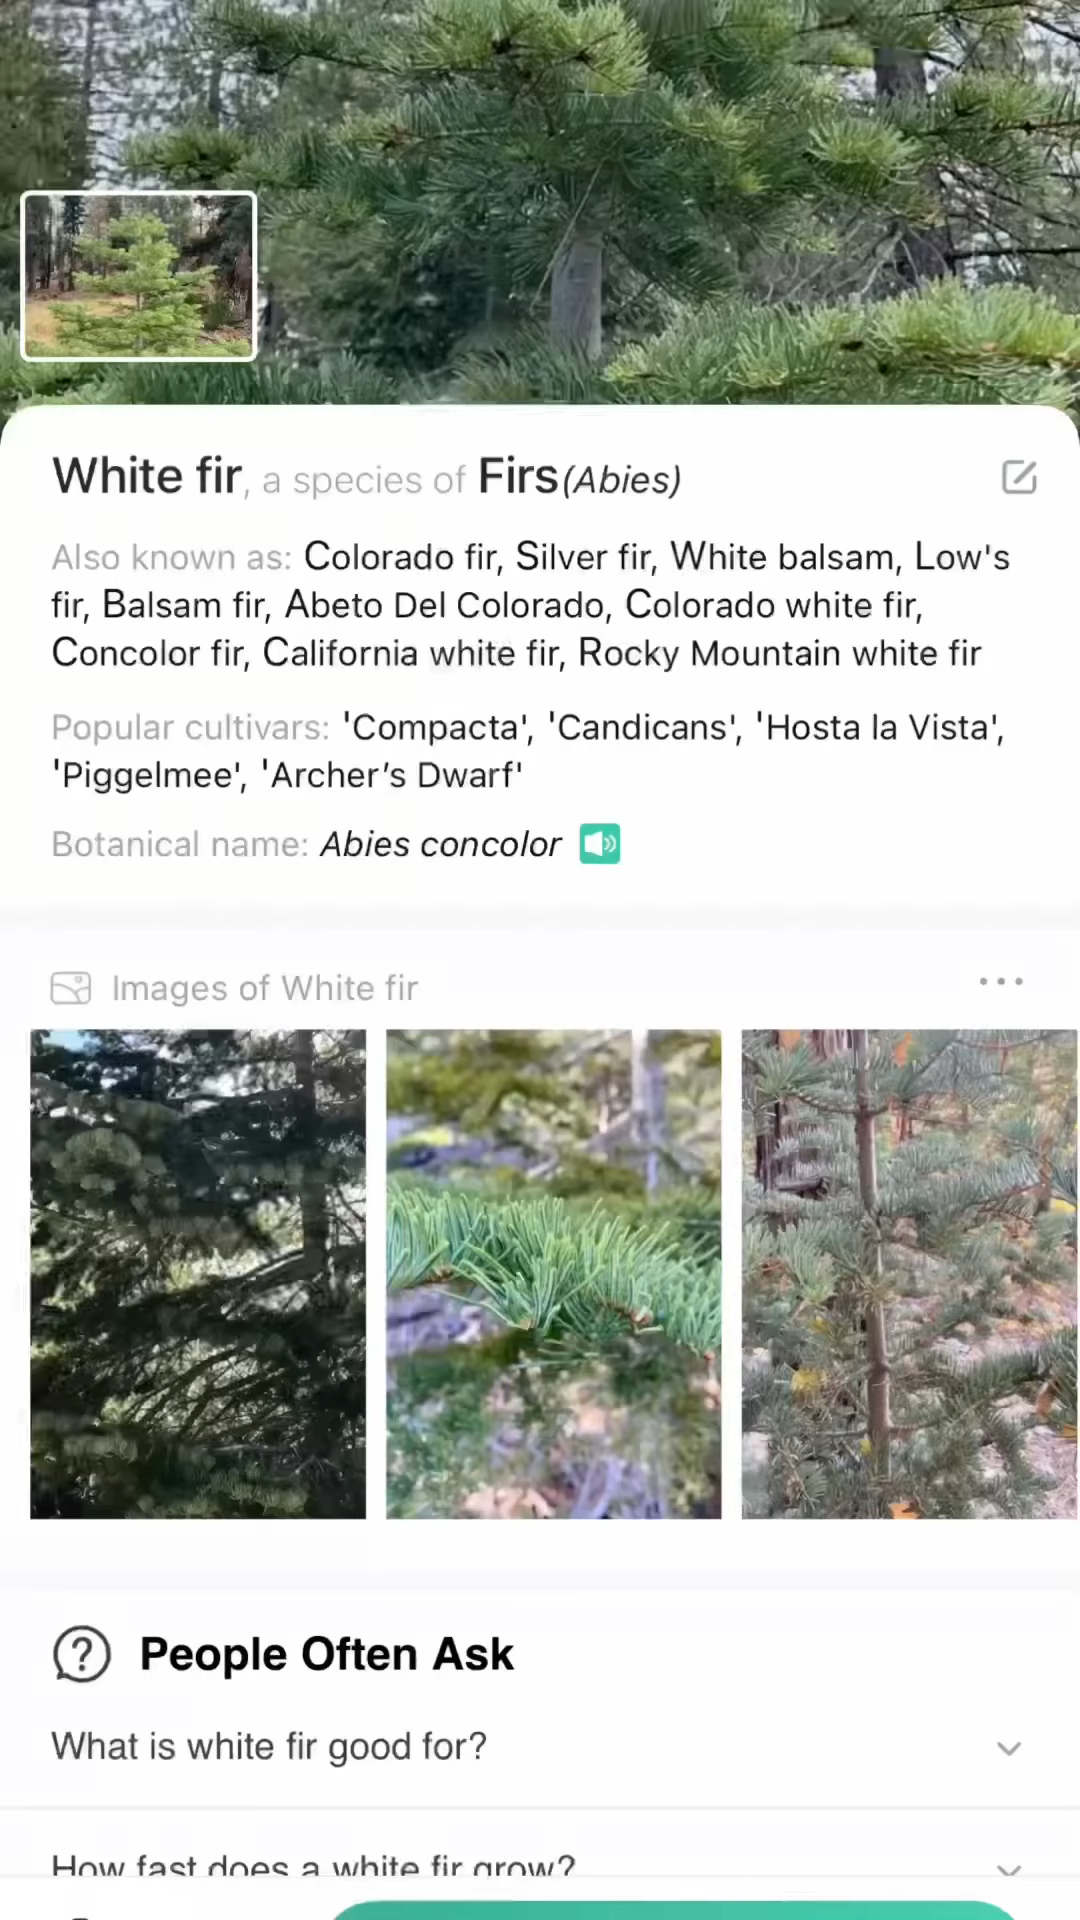 White fir, a species of Firs(Abies)
Also known as: Colorado fir, Silver fir, White balsam, Low's
fir, Balsam fir, Abeto Del Colorado, Colorado white fir,
Concolor fir, California white fir, Rocky Mountain white fir
Popular cultivars: 'Compacta', 'Candicans', 'Hosta la Vista',
'Piggelmee', 'Archer’s Dwarf'
Botanical name: Abies concolor
Images of White fir
People Often Ask
What is white fir good for?
How fast does a white fir grow?